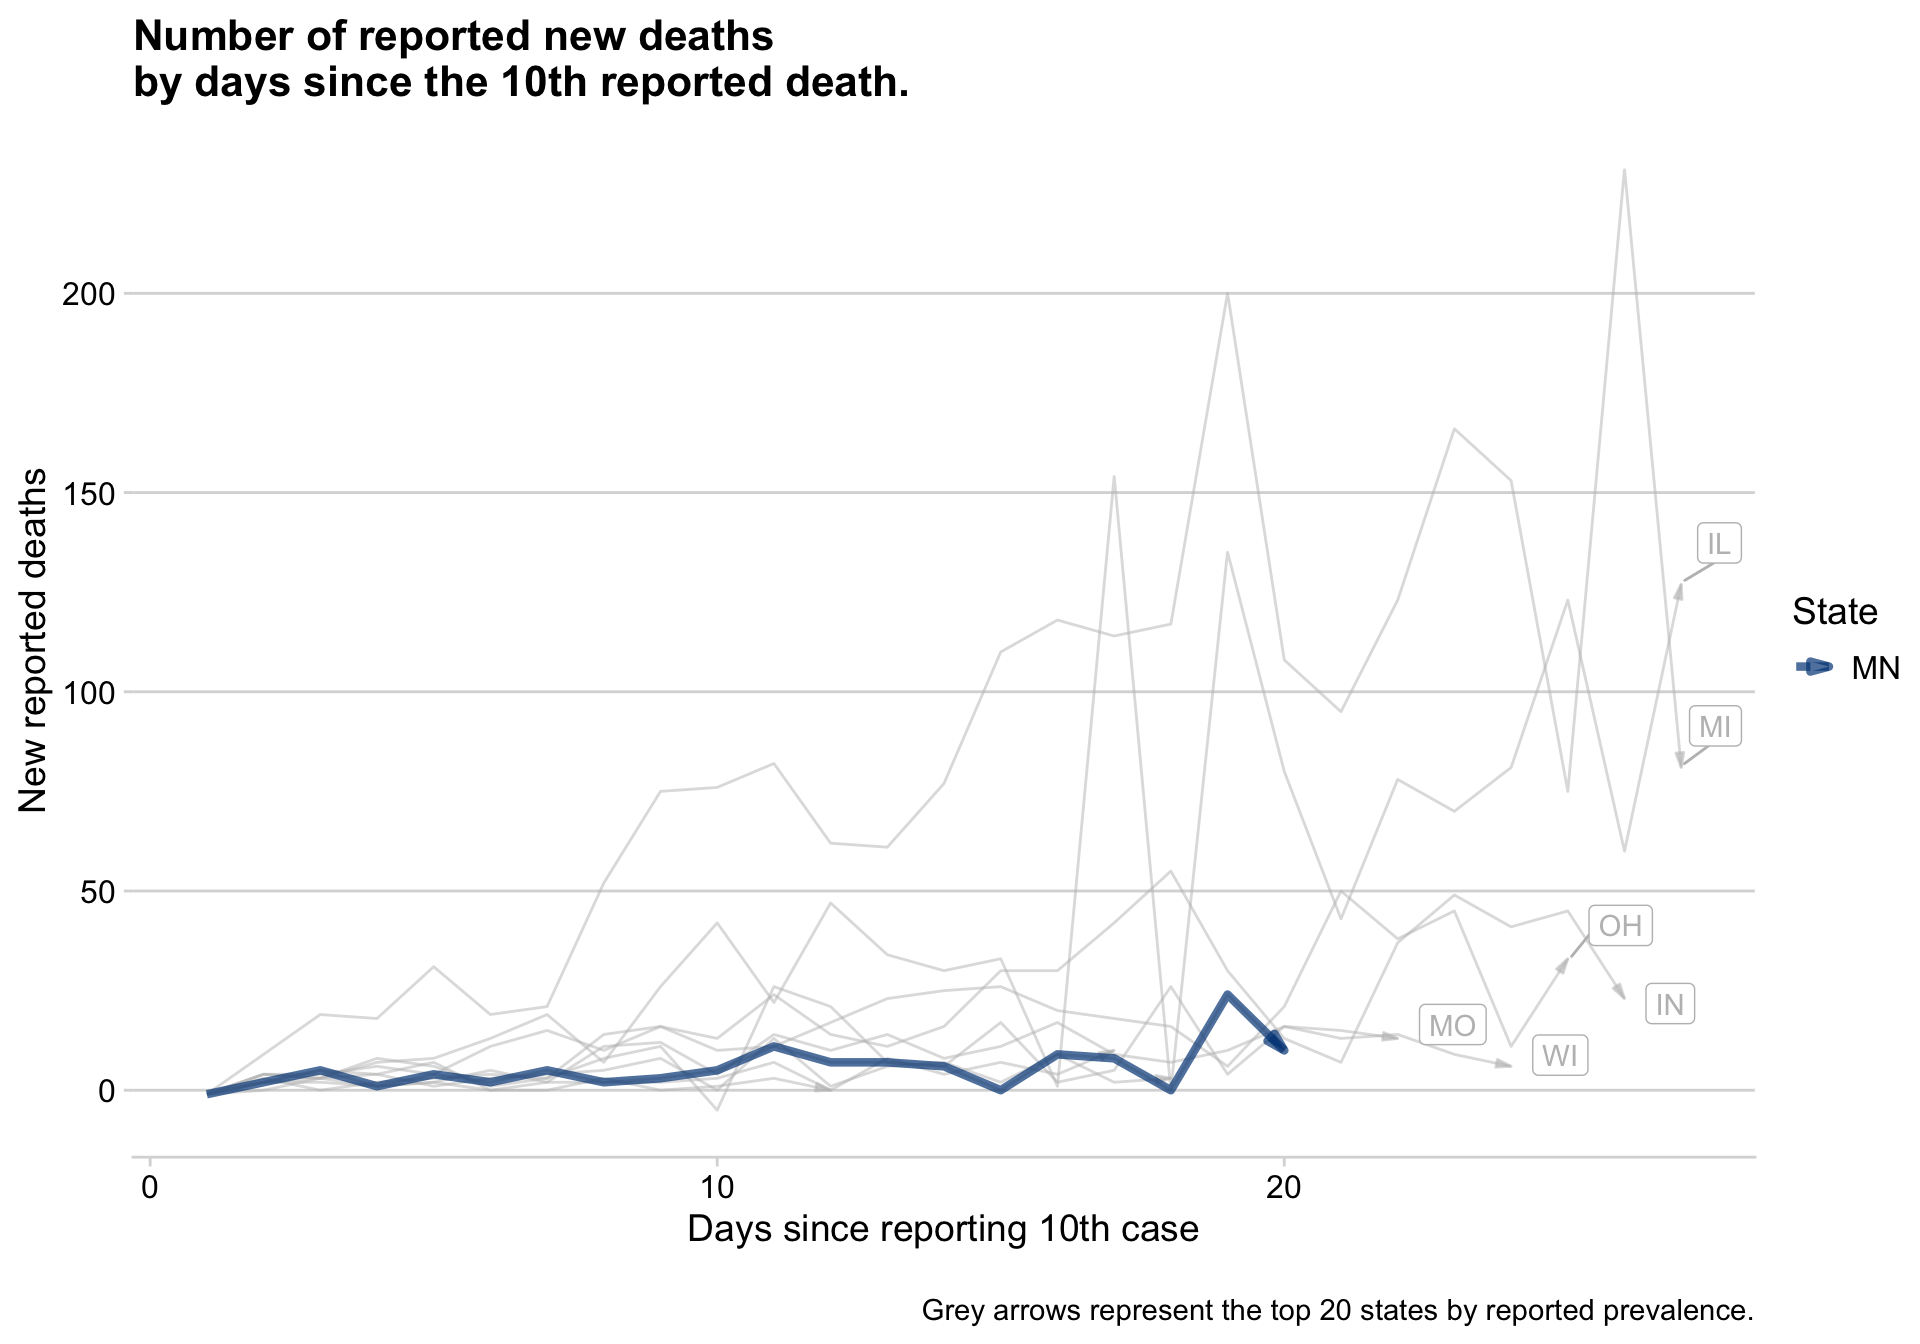 Number of reported new deaths
by days since the 10th reported death.
New reported deaths
200
150
100
50
0
IL
MI
OH
IN
MO
WI
State
MN
0
10
20
Days since reporting 10th case
Grey arrows represent the top 20 states by reported prevalence.